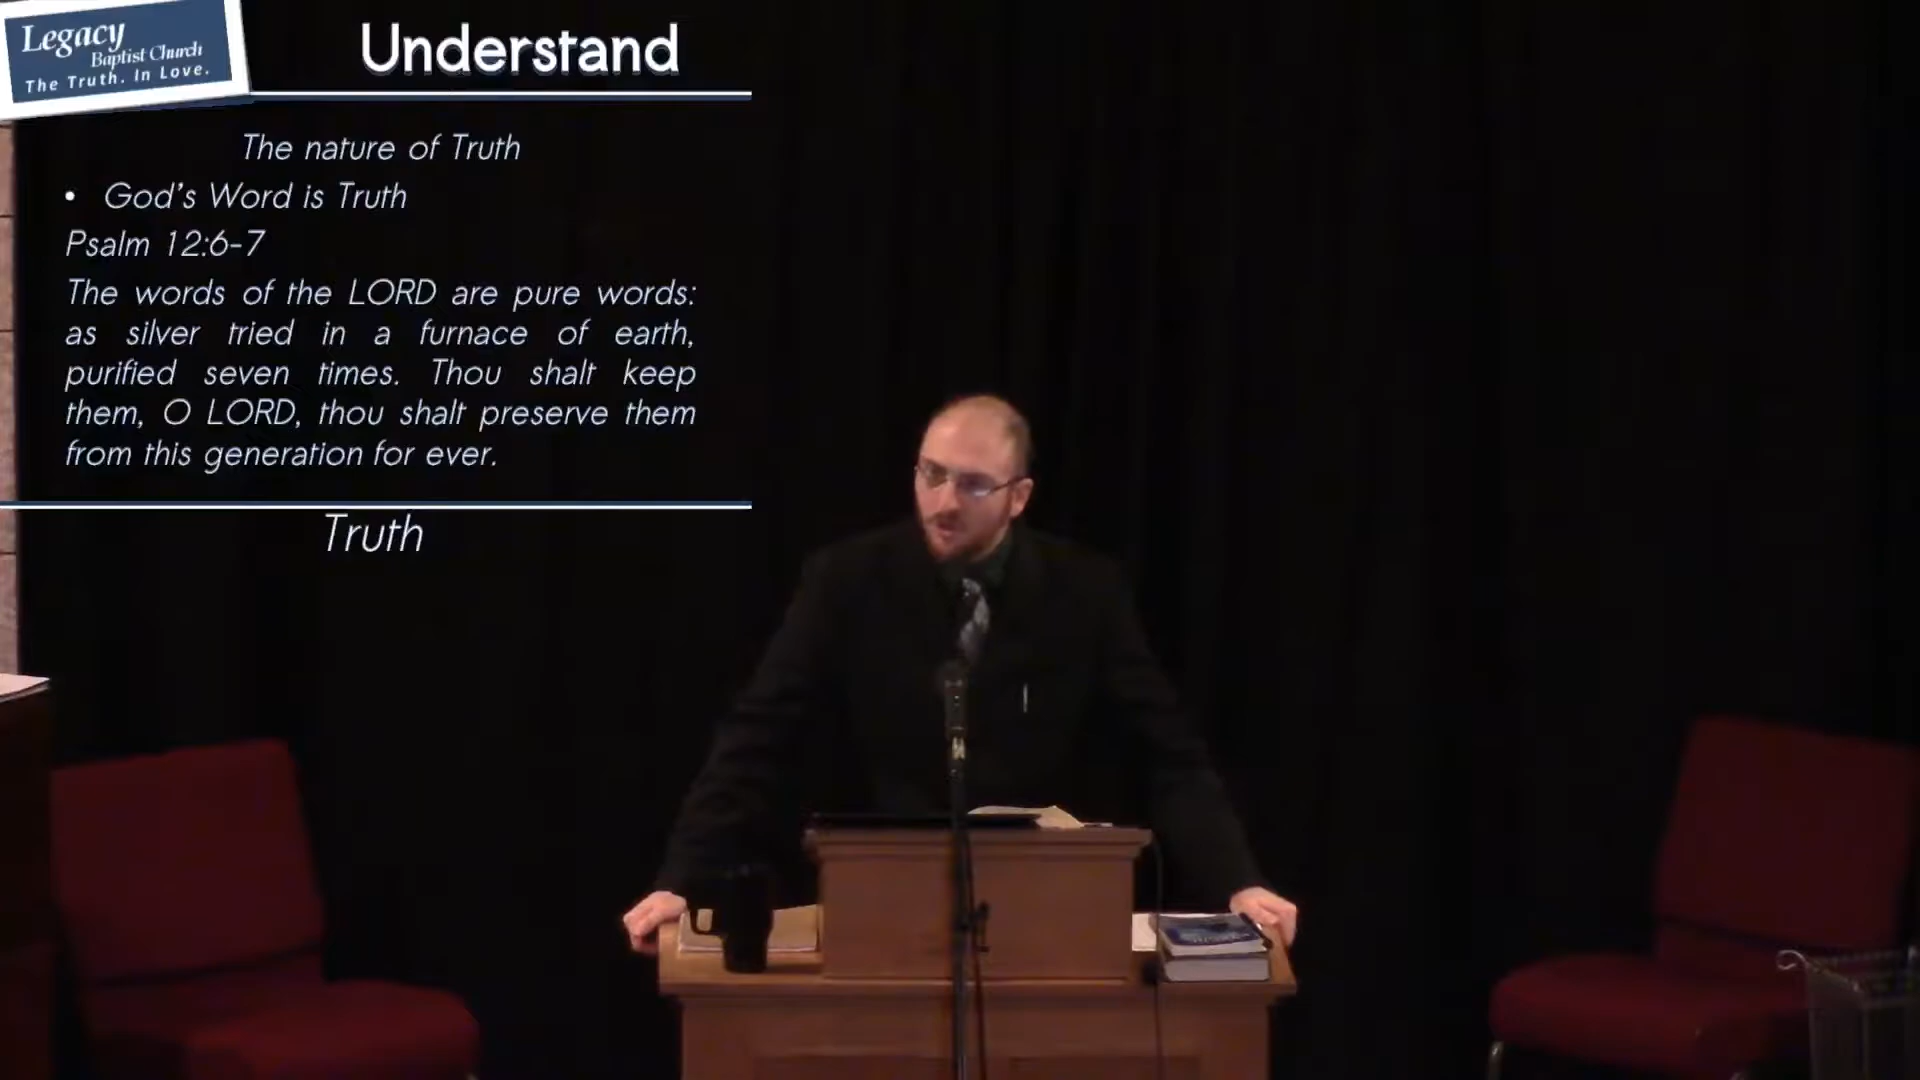 Legacy
Baptist Church
The Truth. In Love.
Understand
The nature of Truth
• God's Word is Truth
Psalm 12:6-7
The words of the LORD are pure words:
as silver tried in a furnace of earth,
purified seven times. Thou shalt keep
them, O LORD, thou shalt preserve them
from this generation for ever.
Truth